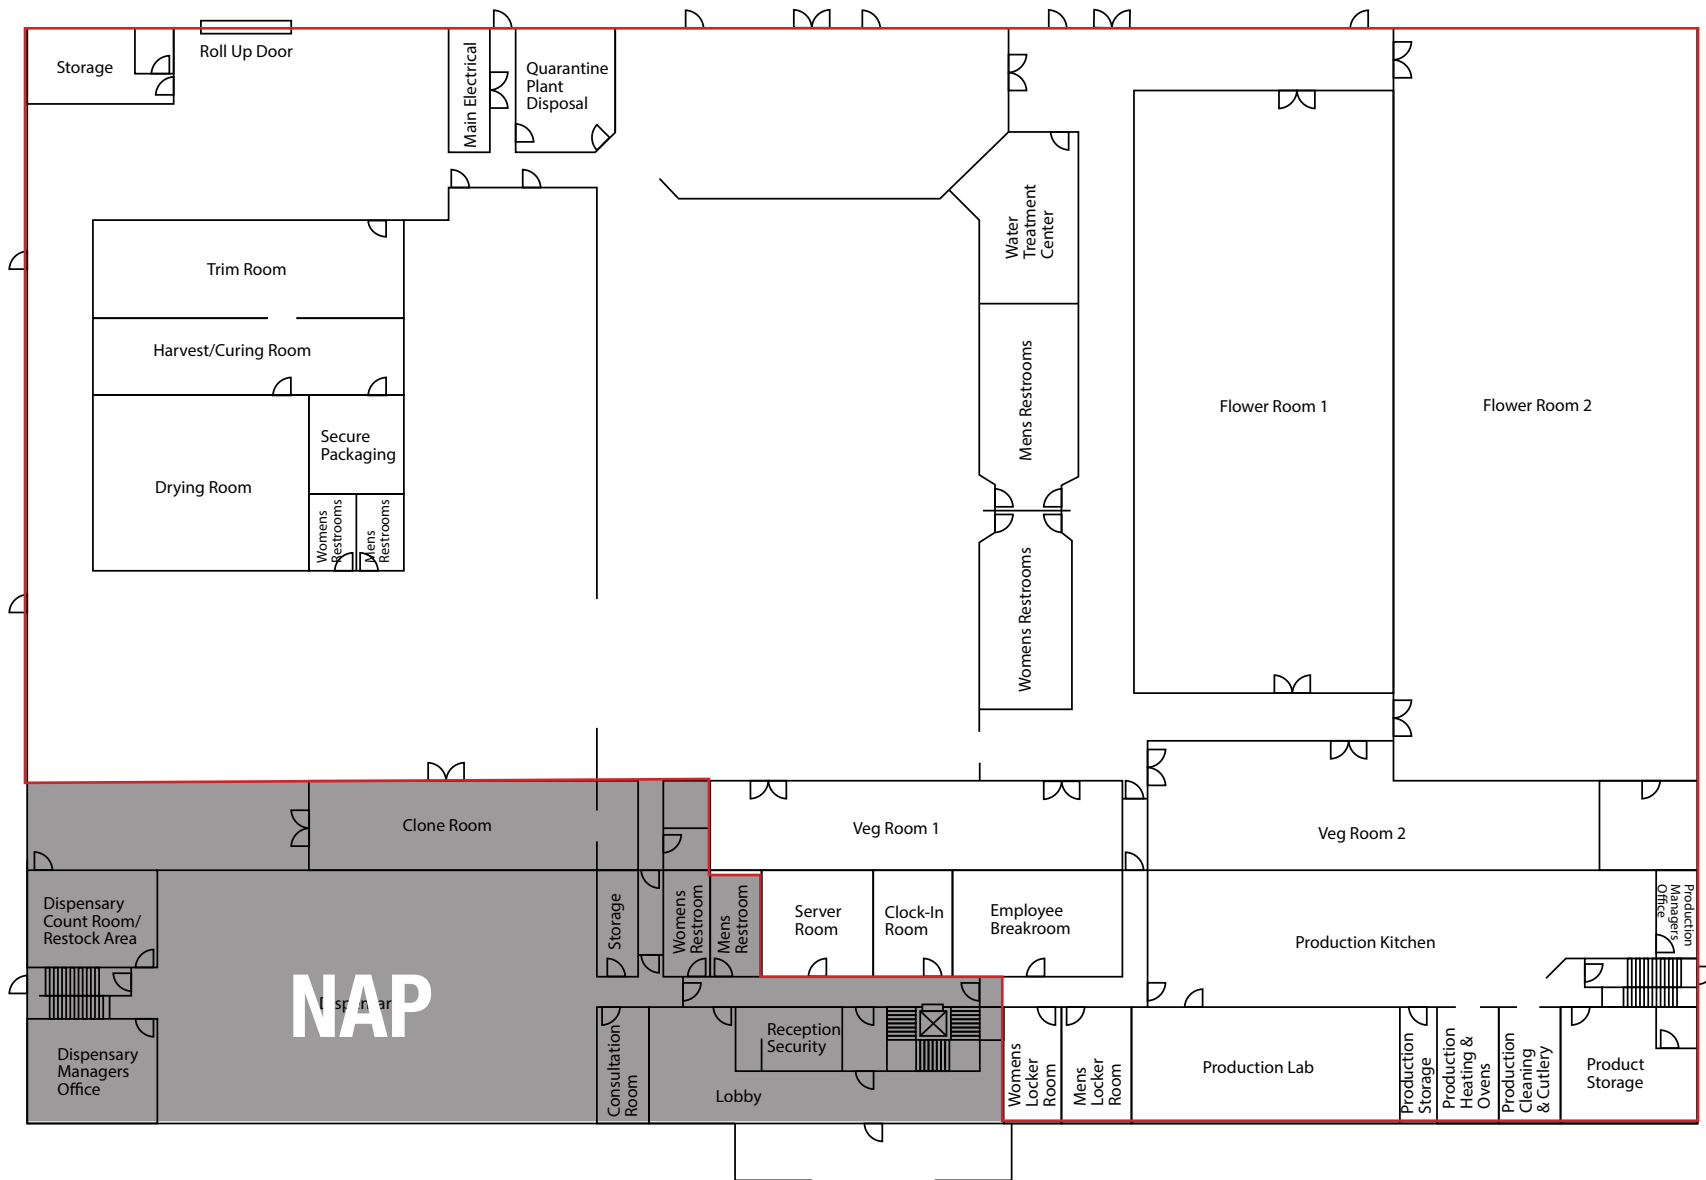 Storage
Roll Up Door
Main Electrical
Quarantine
Plant
Disposal
Water
Treatment
Center
Trim Room
Harvest/Curing Room
Secure
Packaging
Drying Room
Womens
Restrooms
Mens
Restrooms
Mens Restrooms
Womens Restrooms
Flower Room 1
Flower Room 2
Clone Room
Veg Room 1
Veg Room 2
Dispensary
Count Room/
Restock Area
Storage
Womens
Restroom
Mens
Restroom
Server
Room
Clock-In
Room
Employee
Breakroom
Production Kitchen
Production
Managers
Office
NAP
Dispensary
Managers
Office
Consultation
Room
Reception
Security
Lobby
Womens
Locker
Room
Mens
Locker
Room
Production Lab
Production
Storage
Production
Heating &
Ovens
Production
Cleaning
& Cutlery
Product
Storage